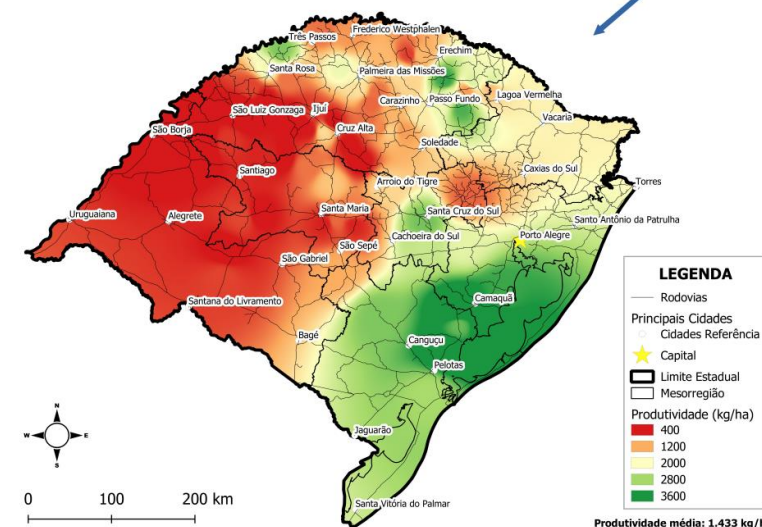 Frederico Westphalen
Três Passos
Erechim
Santa Rosa
Palmeira das Missões
Lagoa Vermelha
Carazinho
Passo Fundo
São Luiz Gonzaga
Ijuí
Vacaria
São Borja
Cruz Alta
Soledade
Santiago
Caxias do Sul
Arroio do Tigre
Torres
Santa Maria
Santa Cruz do Sul
Uruguaiana
Alegrete
Santo Antônio da Patrulha
Cachoeira do Sul
Porto Alegre
São Sepé
São Gabriel
Santana do Livramento
Camaquã
Bagé
Canguçu
Pelotas
Jaguarão
Santa Vitória do Palmar
N
W
E
S
0 100 200 km
LEGENDA
Rodovias
Principais Cidades
Cidades Referência
Capital
Limite Estadual
Mesorregião
Produtividade (kg/ha)
400
1200
2000
2800
3600
Produtividade média: 1.433 kg/